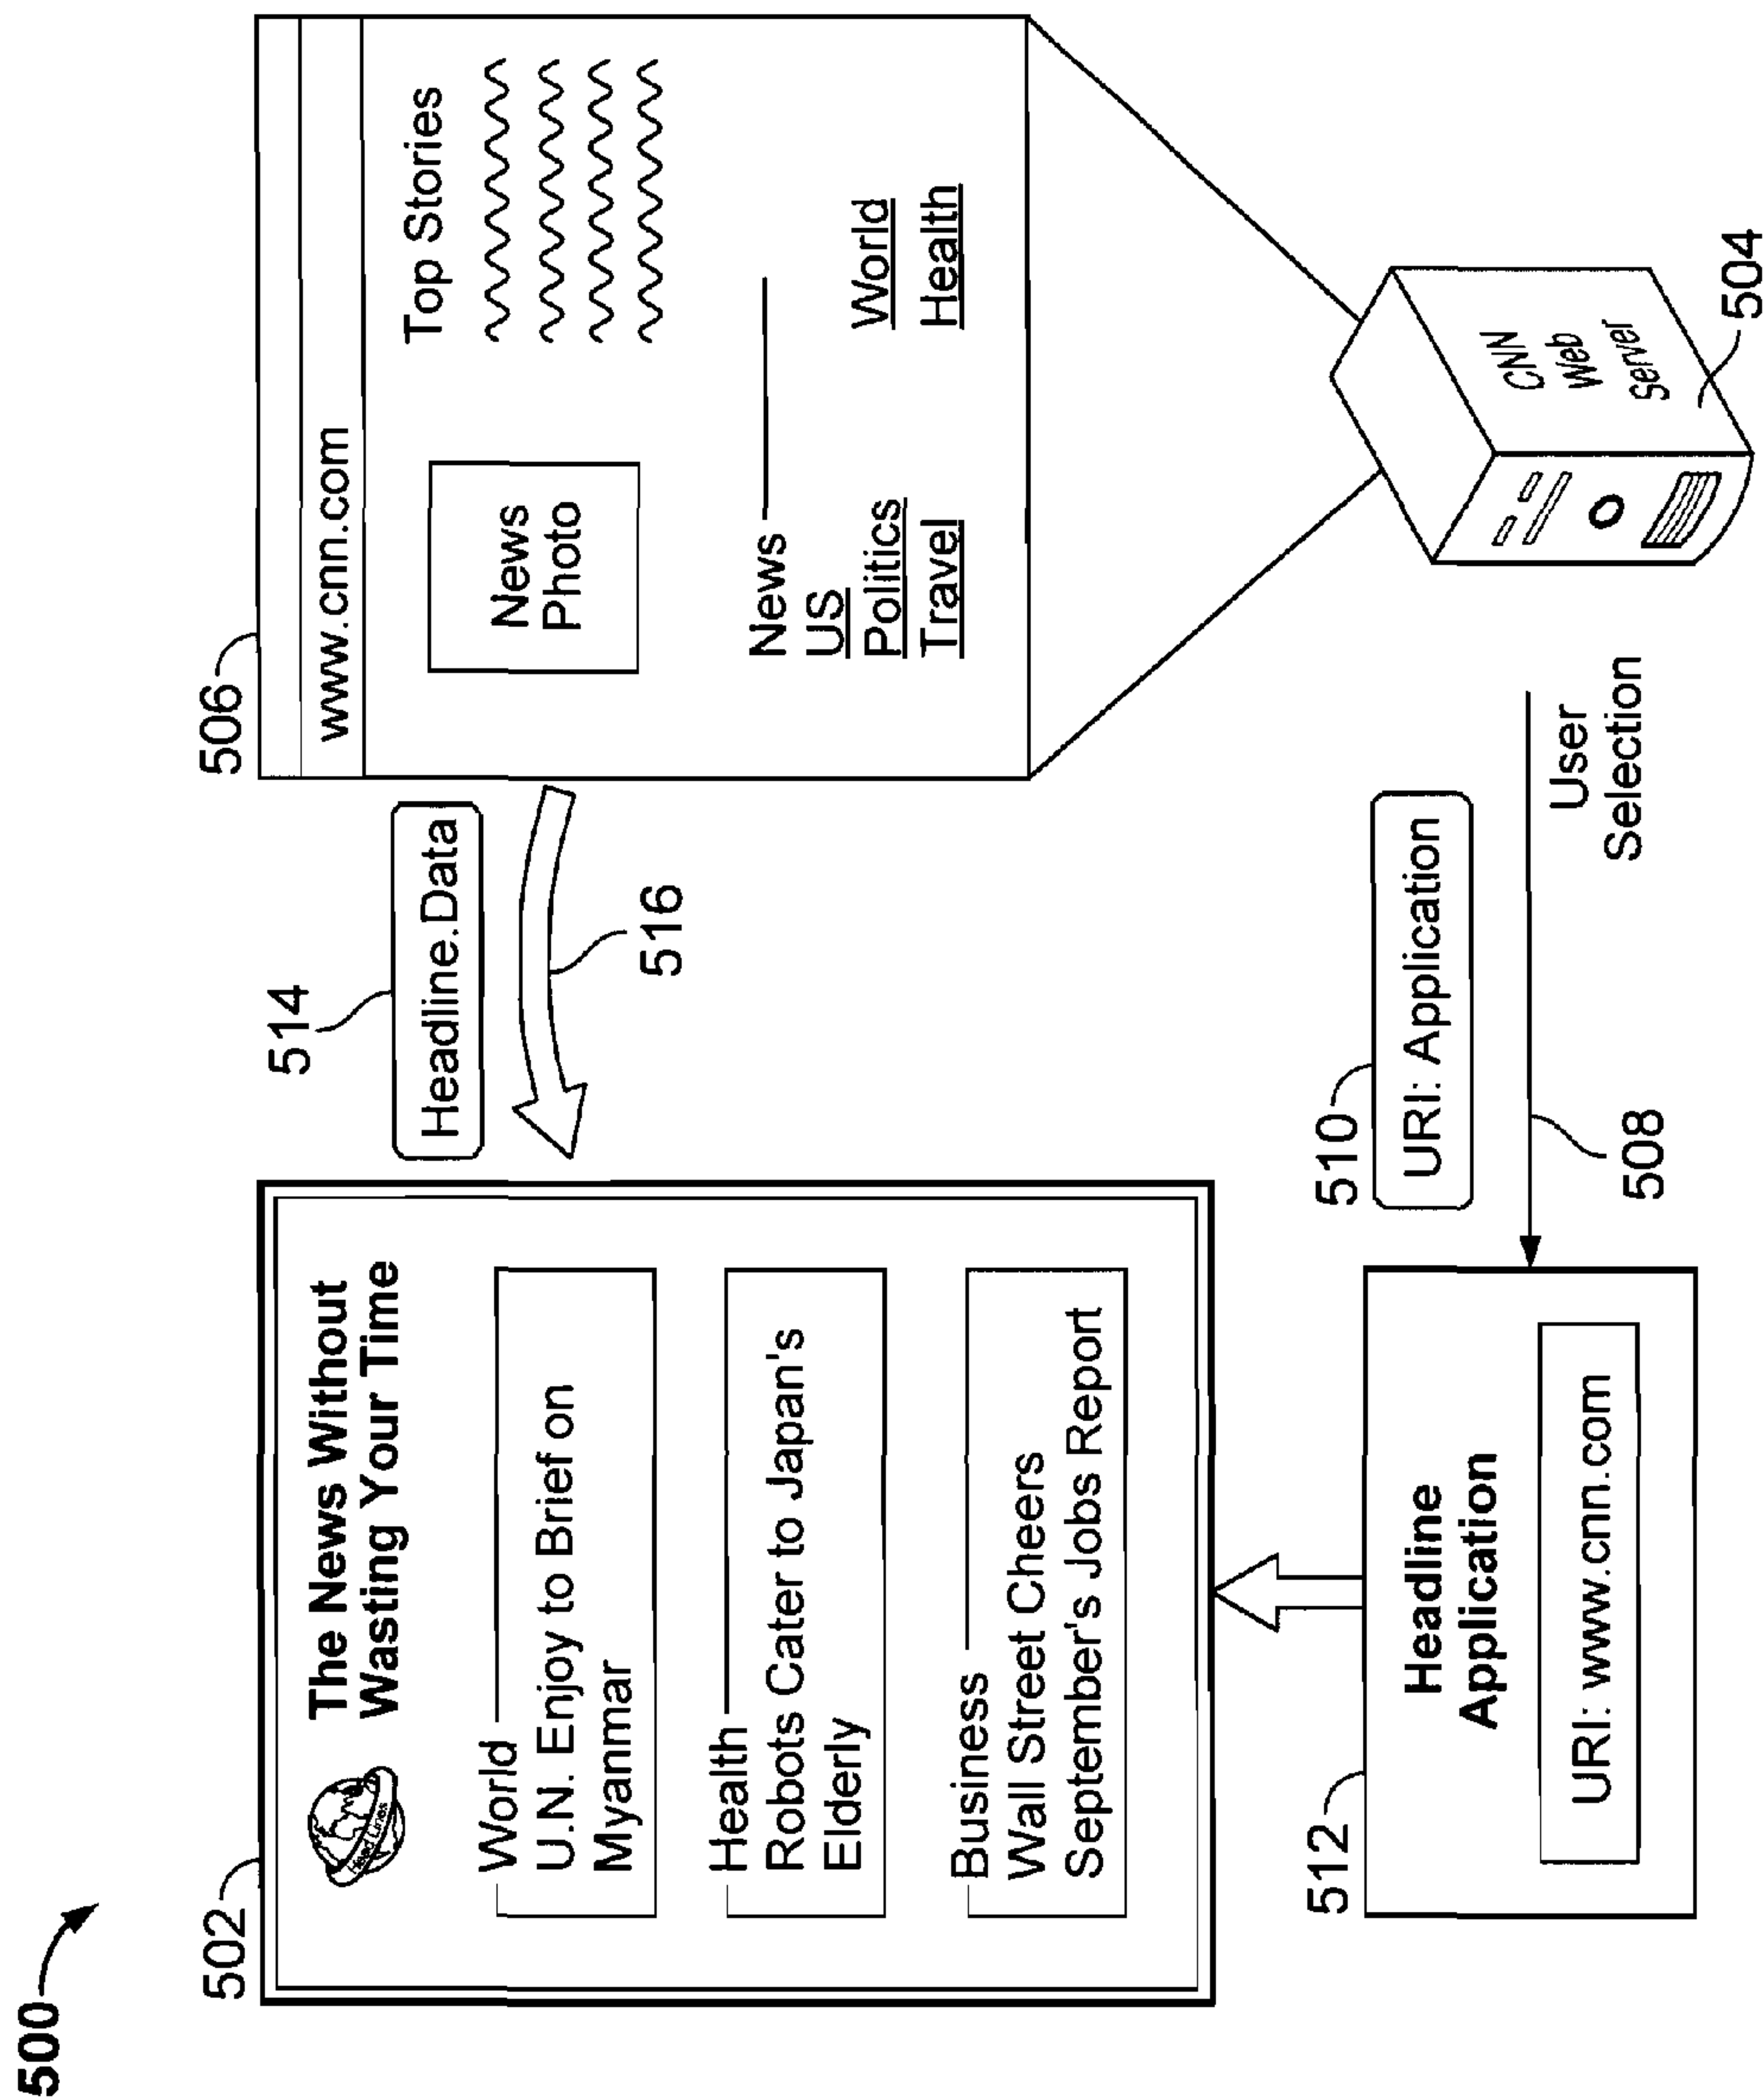 500
502
The News Without
Wasting Your Time
Head Lines
World
U.N. Enjoy to Brief on
Myanmar
Health
Robots Cater to Japan's
Elderly
Business
Wall Street Cheers
September's Jobs Report
514
Headline.Data
516
506
www.cnn.com
News
Photo
Top Stories
News
US
Politics
Travel
World
Health
512
Headline
Application
URI: www.cnn.com
510
URI: Application
508
User
Selection
CNN
Web
Server
504